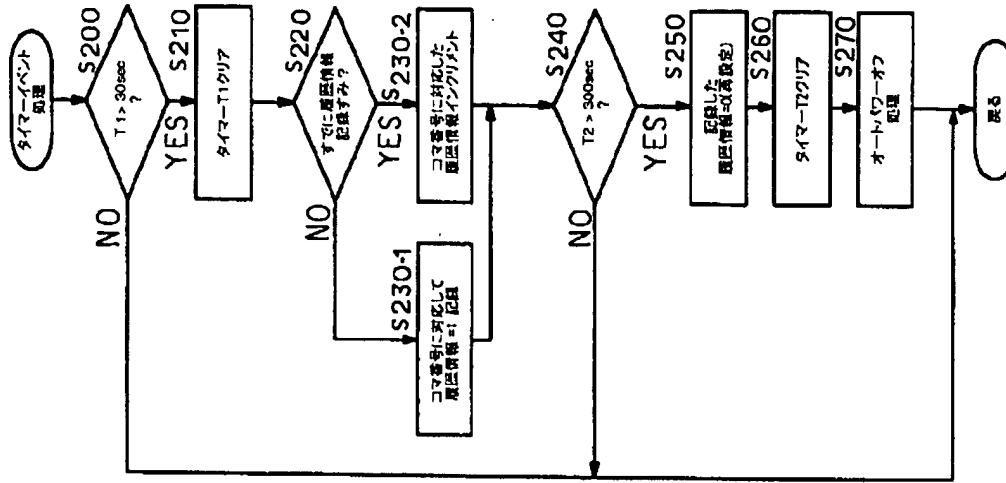 タイマーイベント
処理
S200
T1> 30sec
?
NO
YES
S210
タイマーT1クリア
S220
すでに履歴情報
記録ずみ?
NO
YES
S230-1
コマ番号に対応して
履歴情報=1 記録
S230-2
コマ番号に対応した
履歴情報インクリメント
S240
T2 > 300sec
?
NO
YES
S250
記録した
履歴情報=0(再設定)
S260
タイマーT2クリア
S270
オートパワーオフ
処理
戻る